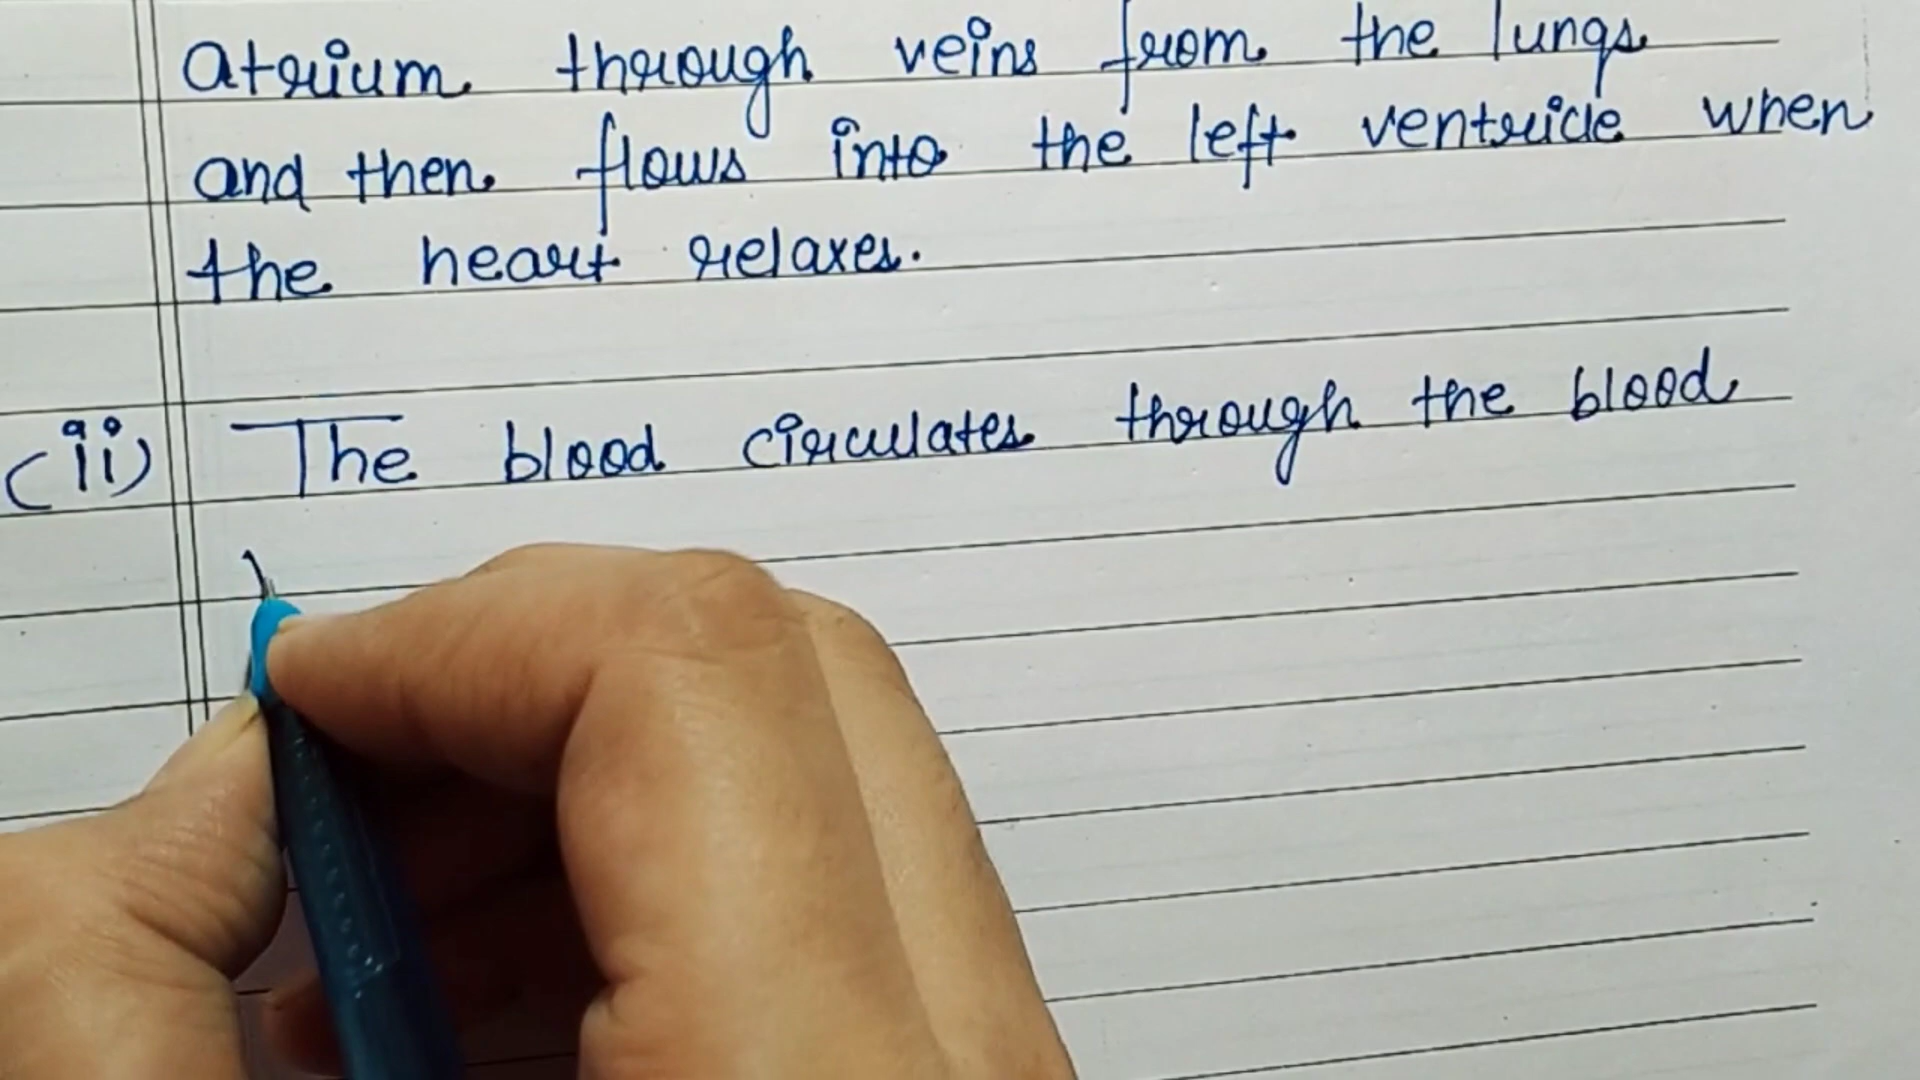 Atrium through veins from the lungs
and then flows into the left ventricle when
the heart relaxes.
(ii) The blood circulates through the blood